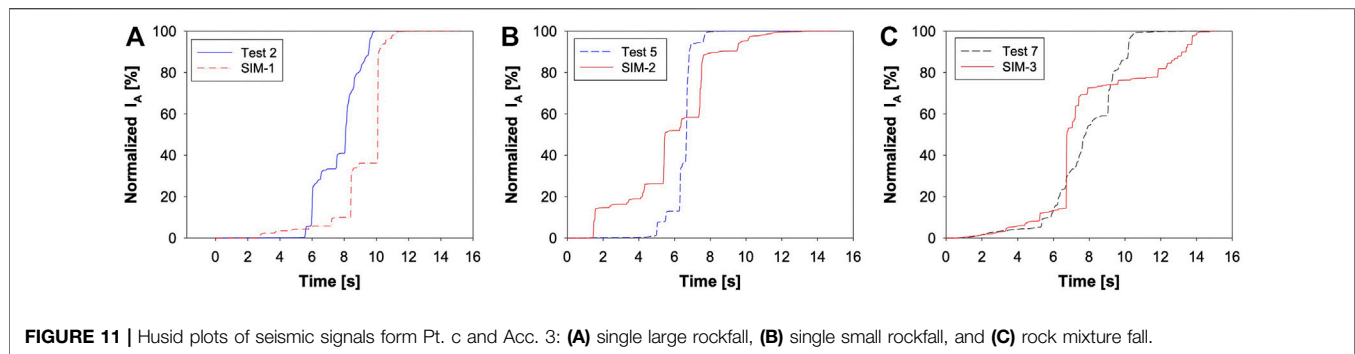 A
Normalized I_A [%]
100
80
60
40
20
0
Test 2
SIM-1
0 2 4 6 8 10 12 14 16
Time [s]
B
Normalized I_A [%]
100
80
60
40
20
0
Test 5
SIM-2
0 2 4 6 8 10 12 14 16
Time [s]
C
Normalized I_A [%]
100
80
60
40
20
0
Test 7
SIM-3
0 2 4 6 8 10 12 14 16
Time [s]
FIGURE 11 | Husid plots of seismic signals form Pt. c and Acc. 3: (A) single large rockfall, (B) single small rockfall, and (C) rock mixture fall.